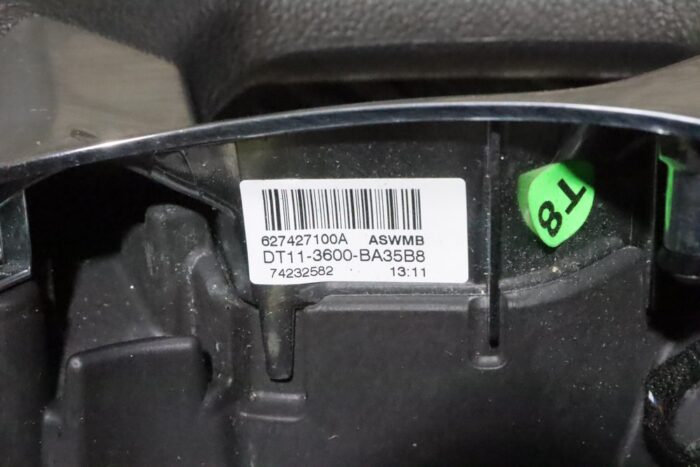 627427100A ASWMB
DT11-3600-BA35B8
74232582 13:11
T8